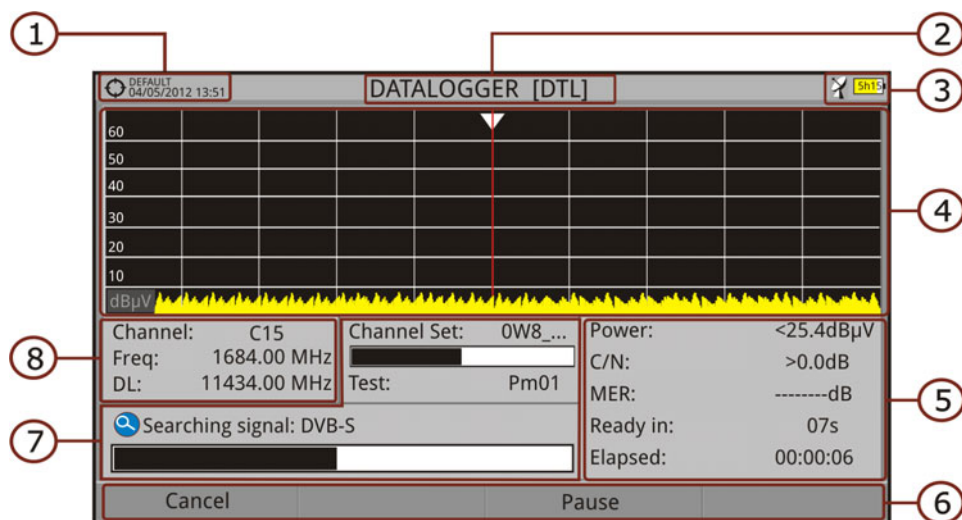 1
2
3
DEFAULT
04/05/2012 13:51
DATALOGGER [DTL]
5h15
60
50
40
30
20
10
dBµV
4
Channel: C15
Freq: 1684.00 MHz
DL: 11434.00 MHz
8
Channel Set: 0W8_...
Test: Pm01
Power: <25.4dBµV
C/N: >0.0dB
MER: --------dB
Ready in: 07s
Elapsed: 00:00:06
5
7
Searching signal: DVB-S
Cancel
Pause
6